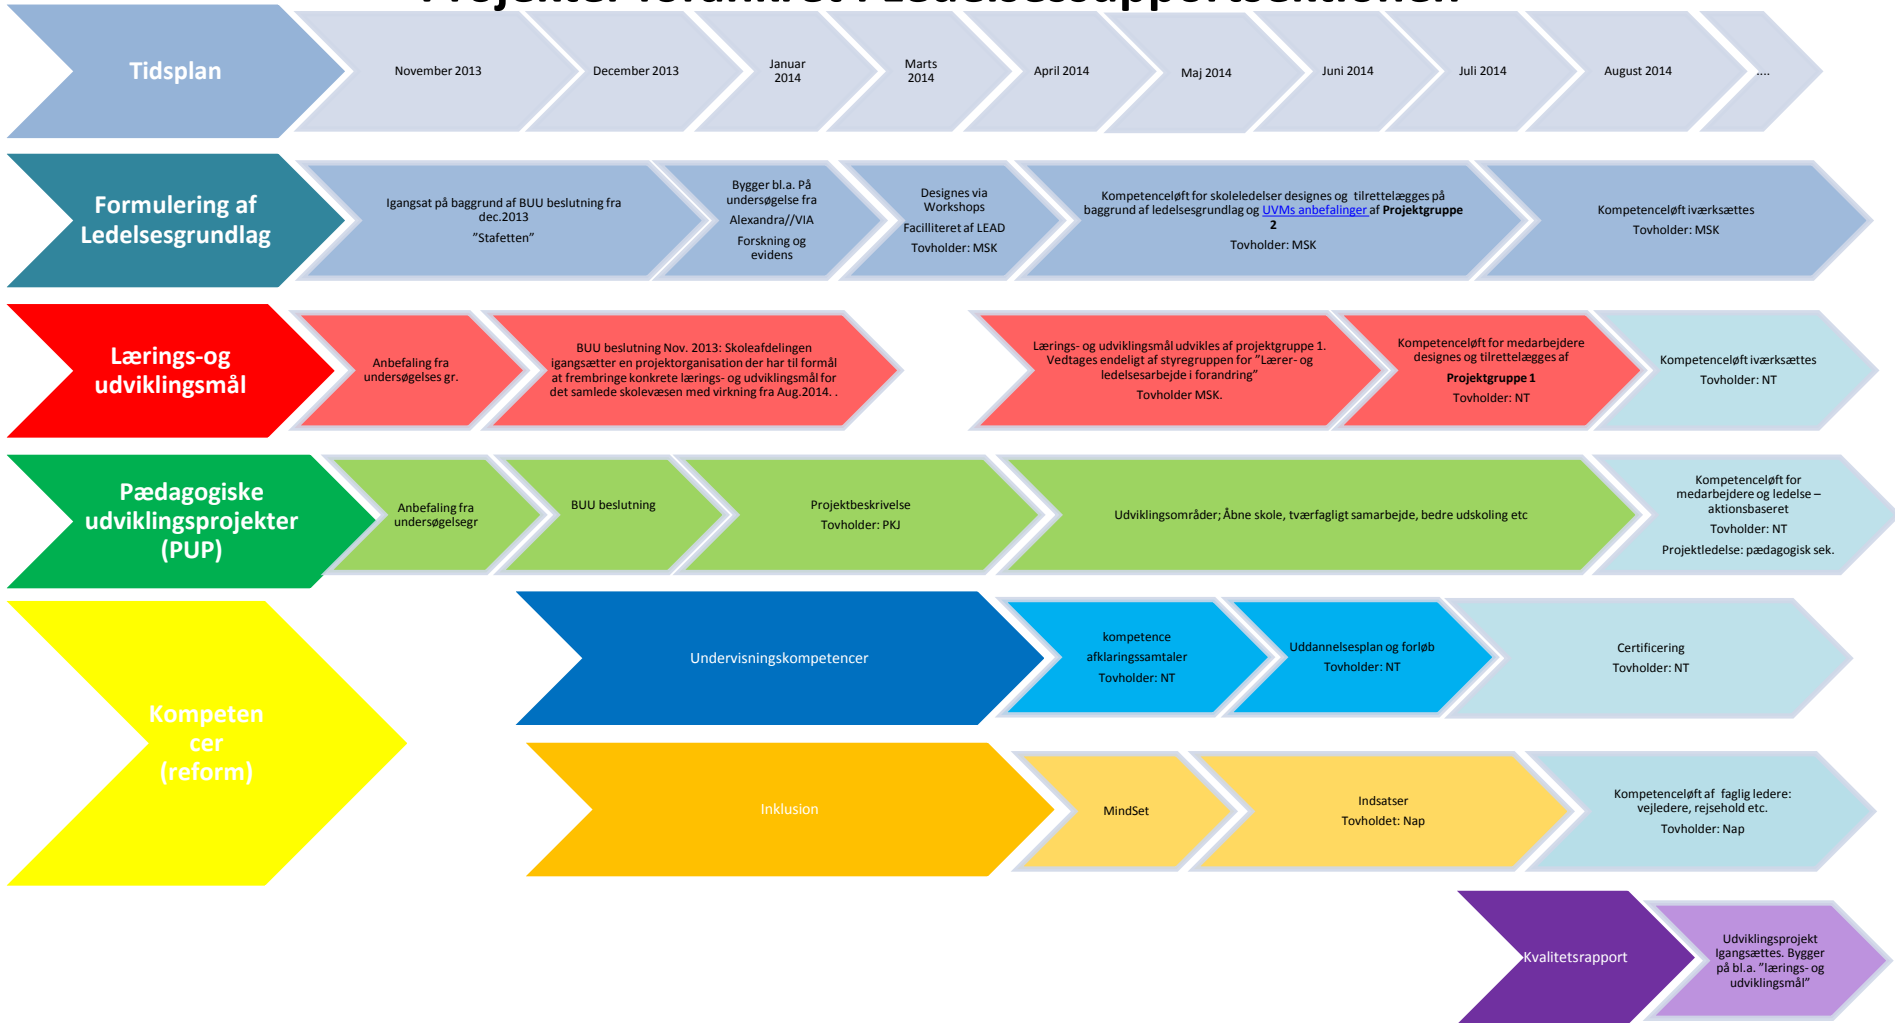 Projekter forankret i Ledelsessupportsektionen
Tidsplan
November 2013
December 2013
Januar
2014
Marts
2014
April 2014
Maj 2014
Juni 2014
Juli 2014
August 2014
....
Formulering af
Ledelsesgrundlag
Igangsat på baggrund af BUU beslutning fra
dec.2013
”Stafetten”
Bygger bl.a. På
undersøgelse fra
Alexandra//VIA
Forskning og
evidens
Designes via
Workshops
Facilliteret af LEAD
Tovholder: MSK
Kompetenceløft for skoleledelser designes og tilrettelægges på
baggrund af ledelsesgrundlag og UVMs anbefalinger af Projektgruppe
2
Tovholder: MSK
Kompetenceløft iværksættes
Tovholder: MSK
Lærings-og
udviklingsmål
Anbefaling fra
undersøgelses gr.
BUU beslutning Nov. 2013: Skoleafdelingen
igangsætter en projektorganisation der har til formål
at frembringe konkrete lærings- og udviklingsmål for
det samlede skolevæsen med virkning fra Aug.2014. .
Lærings- og udviklingsmål udvikles af projektgruppe 1.
Vedtages endeligt af styregruppen for ”Lærer- og
ledelsesarbejde i forandring”
Tovholder MSK.
Kompetenceløft for medarbejdere
designes og tilrettelægges af
Projektgruppe 1
Tovholder: NT
Kompetenceløft iværksættes
Tovholder: NT
Pædagogiske
udviklingsprojekter
(PUP)
Anbefaling fra
undersøgelsegr
BUU beslutning
Projektbeskrivelse
Tovholder: PKJ
Udviklingsområder; Åbne skole, tværfagligt samarbejde, bedre udskoling etc
Kompetenceløft for
medarbejdere og ledelse –
aktionsbaseret
Tovholder: NT
Projektledelse: pædagogisk sek.
Kompeten
cer
(reform)
Undervisningskompetencer
kompetence
afklaringssamtaler
Tovholder: NT
Uddannelsesplan og forløb
Tovholder: NT
Certificering
Tovholder: NT
Inklusion
MindSet
Indsatser
Tovholdet: Nap
Kompetenceløft af faglig ledere:
vejledere, rejsehold etc.
Tovholder: Nap
Kvalitetsrapport
Udviklingsprojekt
Igangsættes. Bygger
på bl.a. ”lærings- og
udviklingsmål”